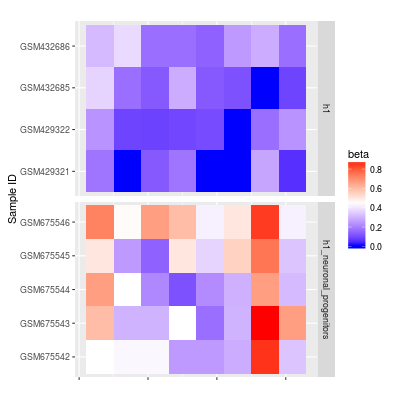 GSM432686
GSM432685
GSM429322
GSM429321
h1
GSM675546
GSM675545
GSM675544
GSM675543
GSM675542
h1_neuronal_progenitors
Sample ID
beta
0.8
0.6
0.4
0.2
0.0